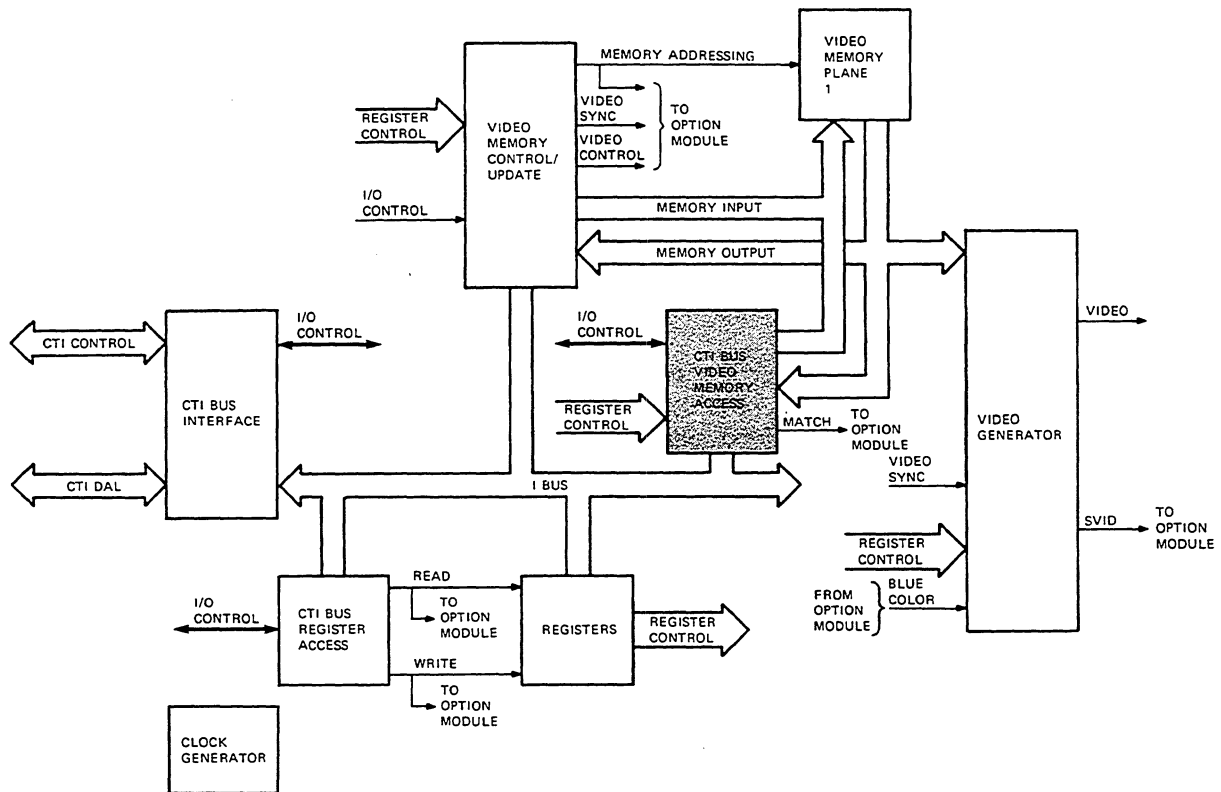 MEMORY ADDRESSING
VIDEO
MEMORY
PLANE
1
REGISTER
CONTROL
VIDEO
MEMORY
CONTROL/
UPDATE
VIDEO
SYNC
VIDEO
CONTROL
TO
OPTION
MODULE
I/O
CONTROL
MEMORY INPUT
MEMORY OUTPUT
CTI CONTROL
CTI BUS
INTERFACE
CTI DAL
I/O
CONTROL
I/O
CONTROL
CTI BUS
VIDEO
MEMORY
ACCESS
REGISTER
CONTROL
MATCH
TO
OPTION
MODULE
VIDEO
GENERATOR
VIDEO
VIDEO
SYNC
SVID
TO
OPTION
MODULE
REGISTER
CONTROL
FROM
OPTION
MODULE
BLUE
COLOR
I BUS
I/O
CONTROL
CTI BUS
REGISTER
ACCESS
READ
TO
OPTION
MODULE
WRITE
TO
OPTION
MODULE
REGISTERS
REGISTER
CONTROL
CLOCK
GENERATOR